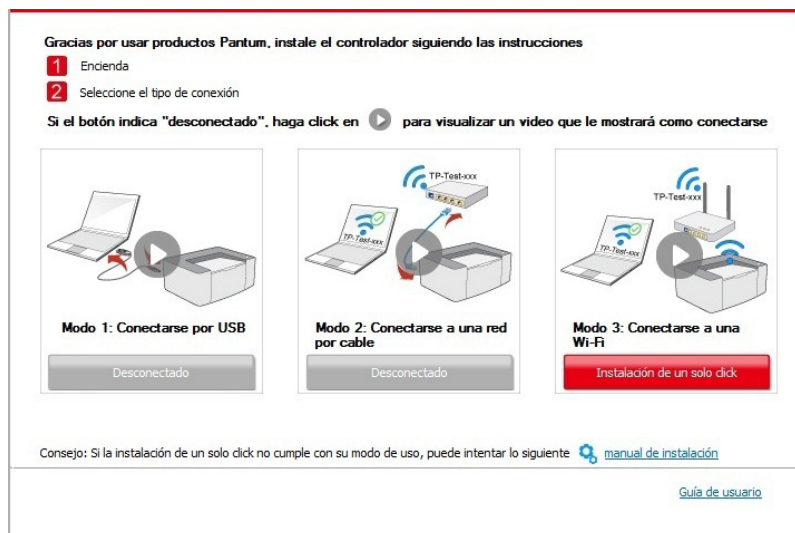 Gracias por usar productos Pantum, instale el controlador siguiendo las instrucciones
1 Encienda
2 Seleccione el tipo de conexión
Si el botón indica "desconectado", haga click en para visualizar un video que le mostrará como conectarse
TP-Test-xxx
TP-Test-xxx
TP-Test-xxx
TP-Test-xxx
Modo 1: Conectarse por USB
Modo 2: Conectarse a una red
por cable
Modo 3: Conectarse a una
Wi-Fi
Desconectado
Desconectado
Instalación de un solo click
Consejo: Si la instalación de un solo click no cumple con su modo de uso, puede intentar lo siguiente manual de instalación
Guía de usuario